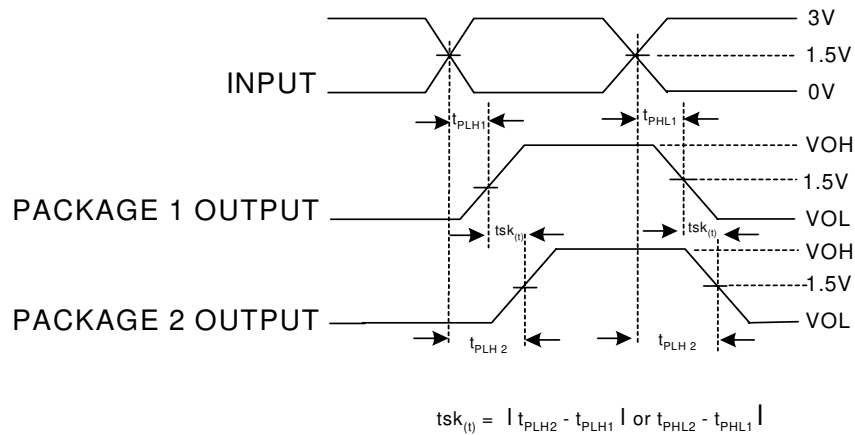 3V
1.5V
INPUT
0V
tPLH1
tPHL1
VOH
1.5V
PACKAGE 1 OUTPUT
VOL
tsk(t)
tsk(t)
VOH
1.5V
PACKAGE 2 OUTPUT
VOL
tPLH 2
tPLH 2
tsk(t) = | tPLH2 - tPLH1 | or tPHL2 - tPHL1 |